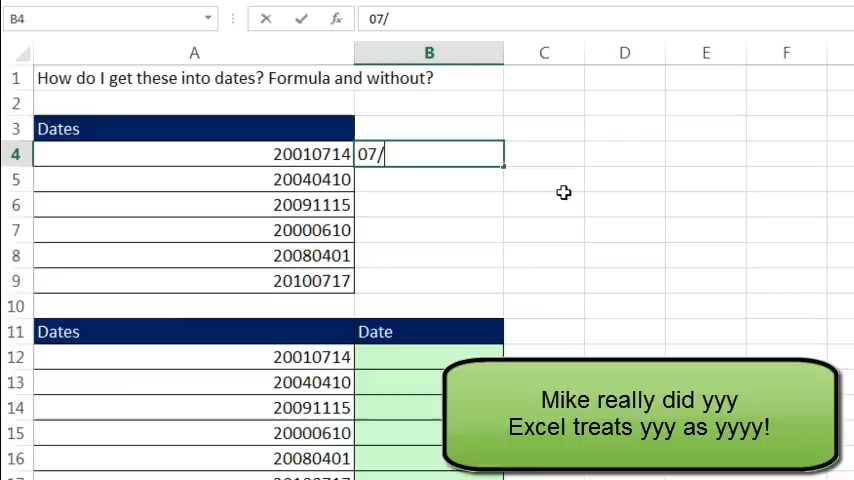 B4 07/
A B C D E F
1 How do I get these into dates? Formula and without?
2
3 Dates
4 20010714 07/
5 20040410
6 20091115
7 20000610
8 20080401
9 20100717
10
11 Dates Date
12 20010714
13 20040410
14 20091115
15 20000610
16 20080401
Mike really did yyy
Excel treats yyy as yyyy!